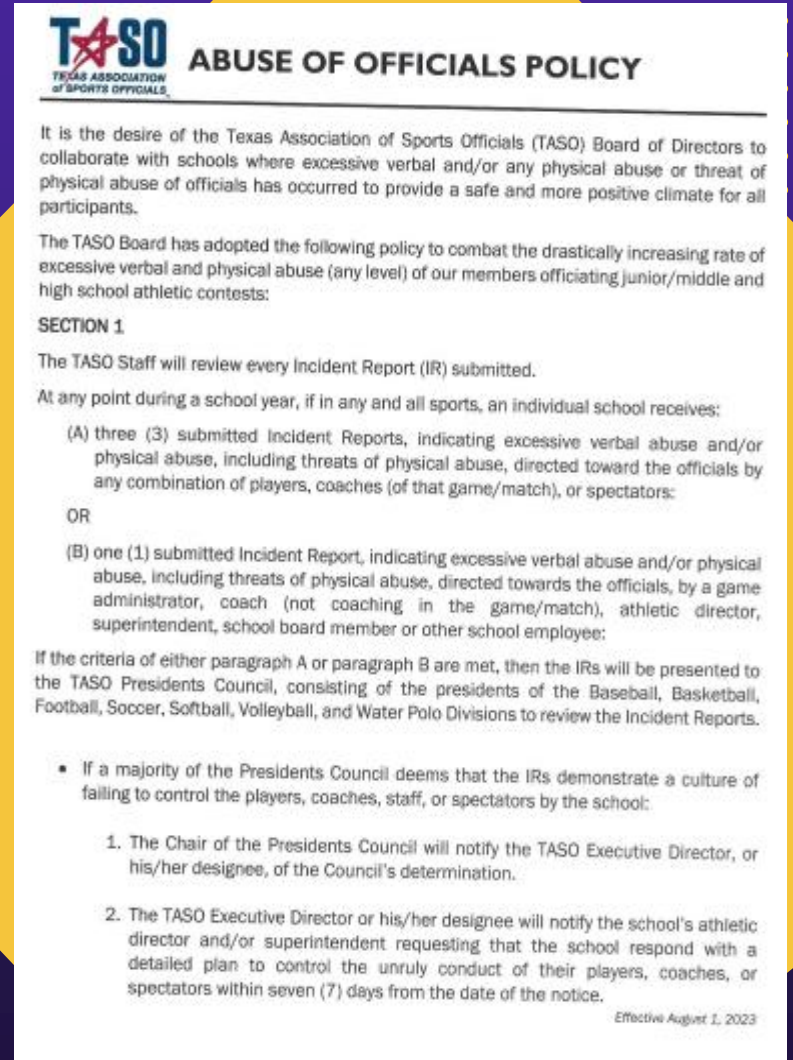 TASO
TEXAS ASSOCIATION
of SPORTS OFFICIALS
ABUSE OF OFFICIALS POLICY
It is the desire of the Texas Association of Sports Officials (TASO) Board of Directors to
collaborate with schools where excessive verbal and/or any physical abuse or threat of
physical abuse of officials has occurred to provide a safe and more positive climate for all
participants.
The TASO Board has adopted the following policy to combat the drastically increasing rate of
excessive verbal and physical abuse (any level) of our members officiating junior/middle and
high school athletic contests:
SECTION 1
The TASO Staff will review every Incident Report (IR) submitted.
At any point during a school year, if in any and all sports, an individual school receives:
(A) three (3) submitted Incident Reports, indicating excessive verbal abuse and/or
physical abuse, including threats of physical abuse, directed toward the officials by
any combination of players, coaches (of that game/match), or spectators:
OR
(B) one (1) submitted Incident Report, indicating excessive verbal abuse and/or physical
abuse, including threats of physical abuse, directed towards the officials, by a game
administrator, coach (not coaching in the game/match), athletic director,
superintendent, school board member or other school employee:
If the criteria of either paragraph A or paragraph B are met, then the IRs will be presented to
the TASO Presidents Council, consisting of the presidents of the Baseball, Basketball,
Football, Soccer, Softball, Volleyball, and Water Polo Divisions to review the Incident Reports.
• If a majority of the Presidents Council deems that the IRs demonstrate a culture of
failing to control the players, coaches, staff, or spectators by the school:
1. The Chair of the Presidents Council will notify the TASO Executive Director, or
his/her designee, of the Council's determination.
2. The TASO Executive Director or his/her designee will notify the school's athletic
director and/or superintendent requesting that the school respond with a
detailed plan to control the unruly conduct of their players, coaches, or
spectators within seven (7) days from the date of the notice.
Effective August 1, 2023